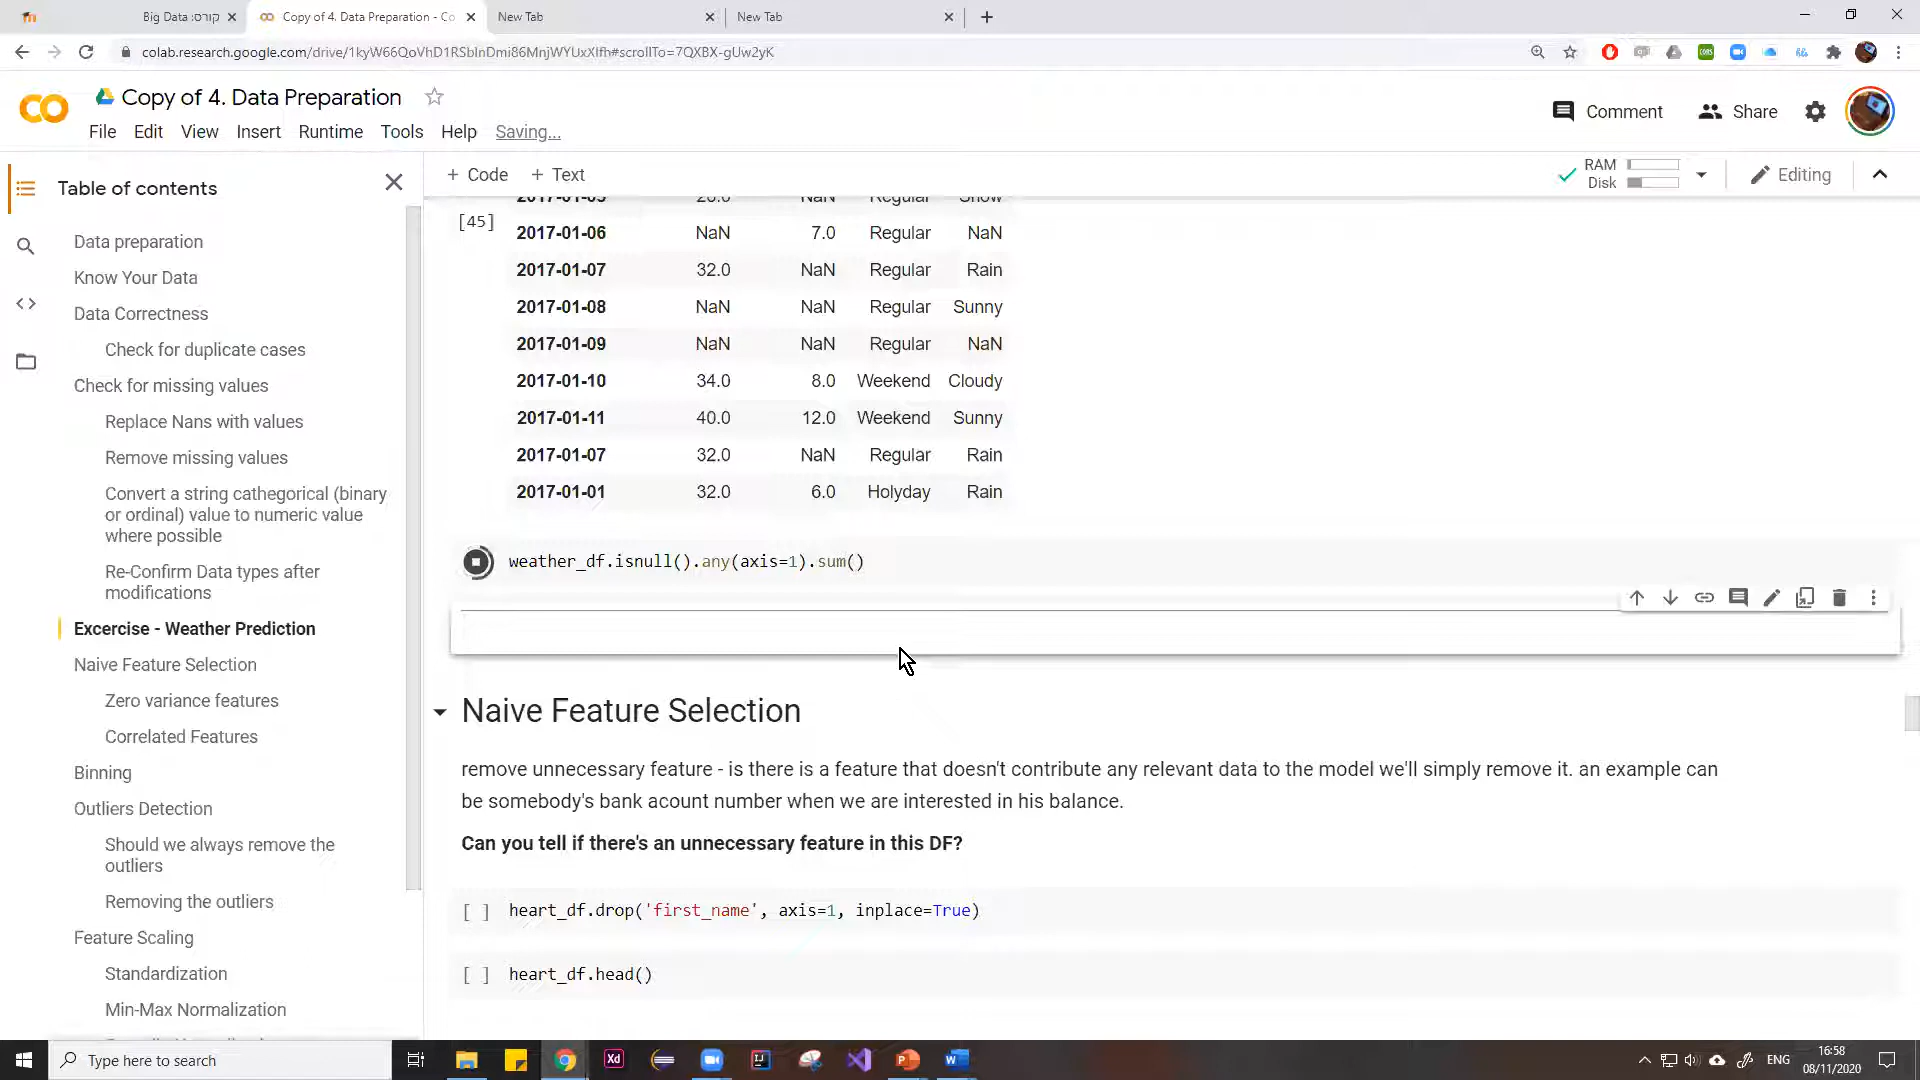 Big Data :קורס
Copy of 4. Data Preparation - Co
New Tab
New Tab
colab.research.google.com/drive/1kyW66QoVhD1RSbInDmi86MnjWYUxXlfh#scrollTo=7QXBX-gUw2yK
Copy of 4. Data Preparation
Comment
Share
File Edit View Insert Runtime Tools Help Saving...
Table of contents
+ Code + Text
RAM
Disk
Editing
Data preparation
Know Your Data
Data Correctness
Check for duplicate cases
Check for missing values
Replace Nans with values
Remove missing values
Convert a string cathegorical (binary
or ordinal) value to numeric value
where possible
Re-Confirm Data types after
modifications
Excercise - Weather Prediction
Naive Feature Selection
Zero variance features
Correlated Features
Binning
Outliers Detection
Should we always remove the
outliers
Removing the outliers
Feature Scaling
Standardization
Min-Max Normalization
2017-01-05 28.0 NaN Regular Snow
[45]
2017-01-06 NaN 7.0 Regular NaN
2017-01-07 32.0 NaN Regular Rain
2017-01-08 NaN NaN Regular Sunny
2017-01-09 NaN NaN Regular NaN
2017-01-10 34.0 8.0 Weekend Cloudy
2017-01-11 40.0 12.0 Weekend Sunny
2017-01-07 32.0 NaN Regular Rain
2017-01-01 32.0 6.0 Holyday Rain
weather_df.isnull().any(axis=1).sum()
Naive Feature Selection
remove unnecessary feature - is there is a feature that doesn't contribute any relevant data to the model we'll simply remove it. an example can
be somebody's bank acount number when we are interested in his balance.
Can you tell if there's an unnecessary feature in this DF?
[ ] heart_df.drop('first_name', axis=1, inplace=True)
[ ] heart_df.head()
Type here to search
Xd
ENG
16:58
08/11/2020